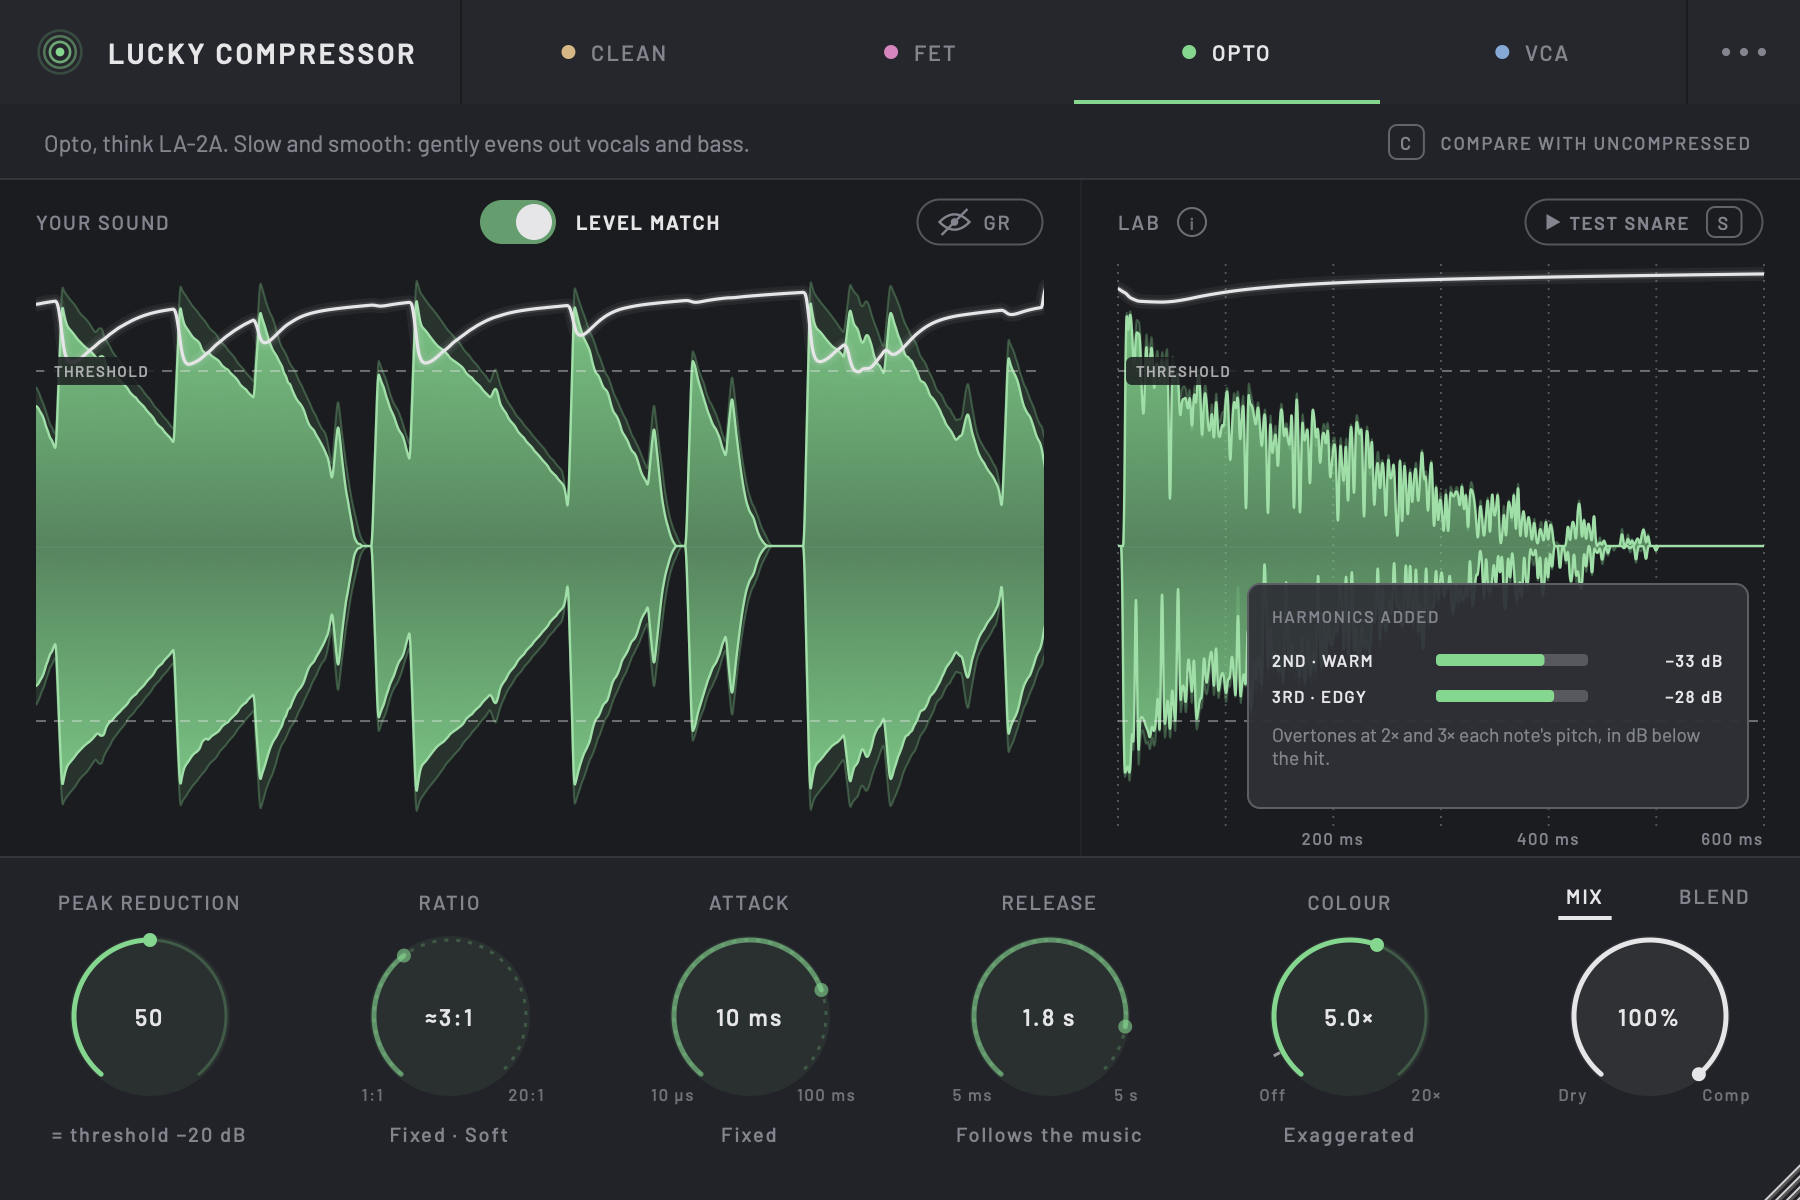 LUCKY COMPRESSOR
CLEAN
FET
OPTO
VCA
Opto, think LA-2A. Slow and smooth: gently evens out vocals and bass.
C COMPARE WITH UNCOMPRESSED
YOUR SOUND
LEVEL MATCH
GR
LAB
i
TEST SNARE S
THRESHOLD
THRESHOLD
HARMONICS ADDED
2ND · WARM −33 dB
3RD · EDGY −28 dB
Overtones at 2× and 3× each note's pitch, in dB below
the hit.
200 ms 400 ms 600 ms
PEAK REDUCTION
50
= threshold −20 dB
RATIO
≈3:1
1:1 20:1
Fixed · Soft
ATTACK
10 ms
10 µs 100 ms
Fixed
RELEASE
1.8 s
5 ms 5 s
Follows the music
COLOUR
5.0×
Off 20×
Exaggerated
MIX BLEND
100%
Dry Comp